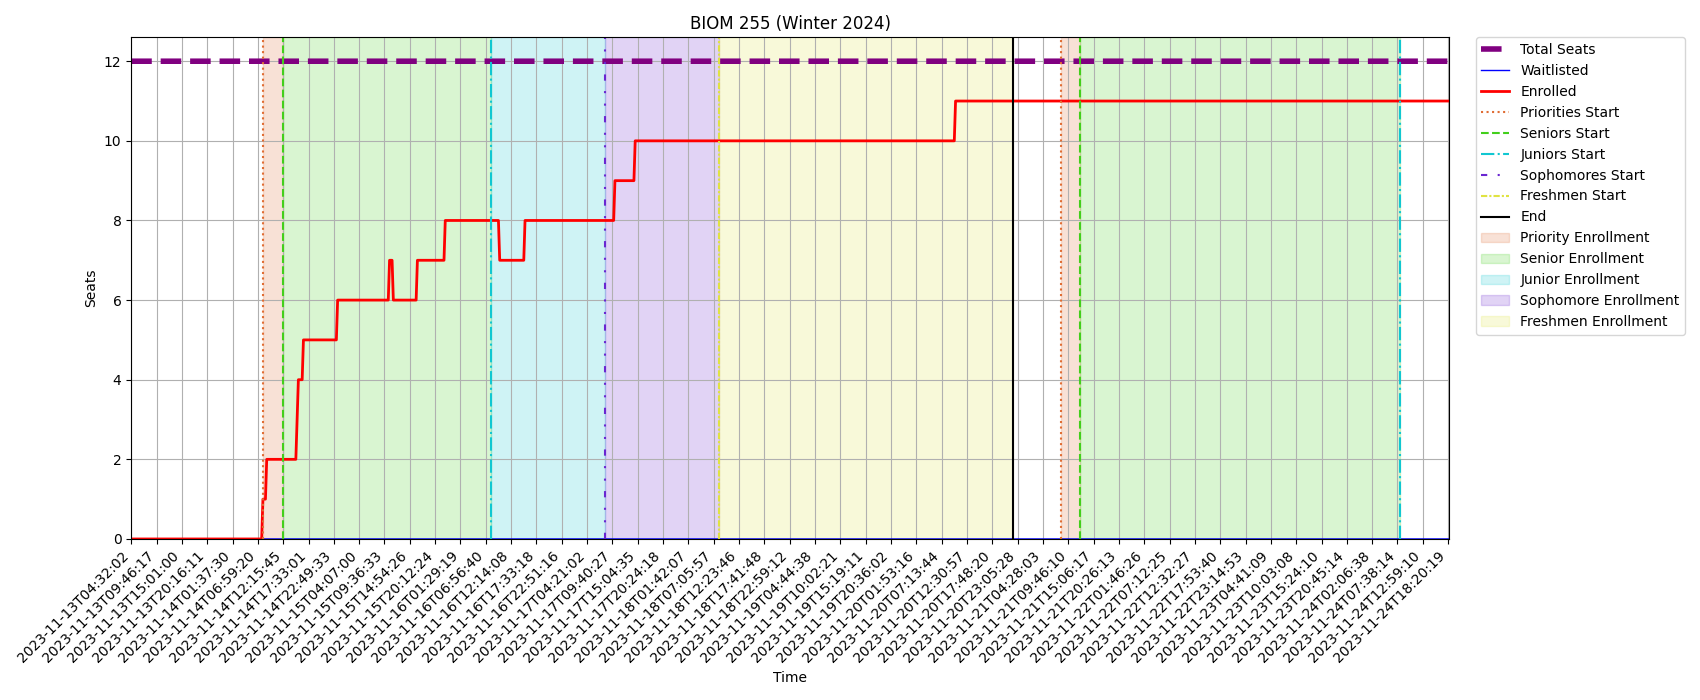 BIOM 255 (Winter 2024)
Total Seats
Waitlisted
Enrolled
Priorities Start
Seniors Start
Juniors Start
Sophomores Start
Freshmen Start
End
Priority Enrollment
Senior Enrollment
Junior Enrollment
Sophomore Enrollment
Freshmen Enrollment
Seats
12
10
8
6
4
2
0
2023-11-13T04:32:02
2023-11-13T09:46:17
2023-11-13T15:01:00
2023-11-13T20:16:11
2023-11-14T01:37:30
2023-11-14T06:59:20
2023-11-14T12:15:45
2023-11-14T17:33:01
2023-11-14T22:49:33
2023-11-15T04:07:00
2023-11-15T09:36:33
2023-11-15T14:54:26
2023-11-15T20:12:24
2023-11-16T01:29:19
2023-11-16T06:56:40
2023-11-16T12:14:08
2023-11-16T17:33:18
2023-11-16T22:51:16
2023-11-17T04:21:02
2023-11-17T09:40:27
2023-11-17T15:04:35
2023-11-17T20:24:18
2023-11-18T01:42:07
2023-11-18T07:05:57
2023-11-18T12:23:46
2023-11-18T17:41:48
2023-11-18T22:59:12
2023-11-19T04:44:38
2023-11-19T10:02:21
2023-11-19T15:19:11
2023-11-19T20:36:02
2023-11-20T01:53:16
2023-11-20T07:13:44
2023-11-20T12:30:57
2023-11-20T17:48:20
2023-11-20T23:05:28
2023-11-21T04:28:03
2023-11-21T09:46:10
2023-11-21T15:06:17
2023-11-21T20:26:13
2023-11-22T01:46:26
2023-11-22T07:12:25
2023-11-22T12:32:27
2023-11-22T17:53:40
2023-11-22T23:14:53
2023-11-23T04:41:09
2023-11-23T10:03:08
2023-11-23T15:24:10
2023-11-23T20:45:14
2023-11-24T02:06:38
2023-11-24T07:38:14
2023-11-24T12:59:10
2023-11-24T18:20:19
Time